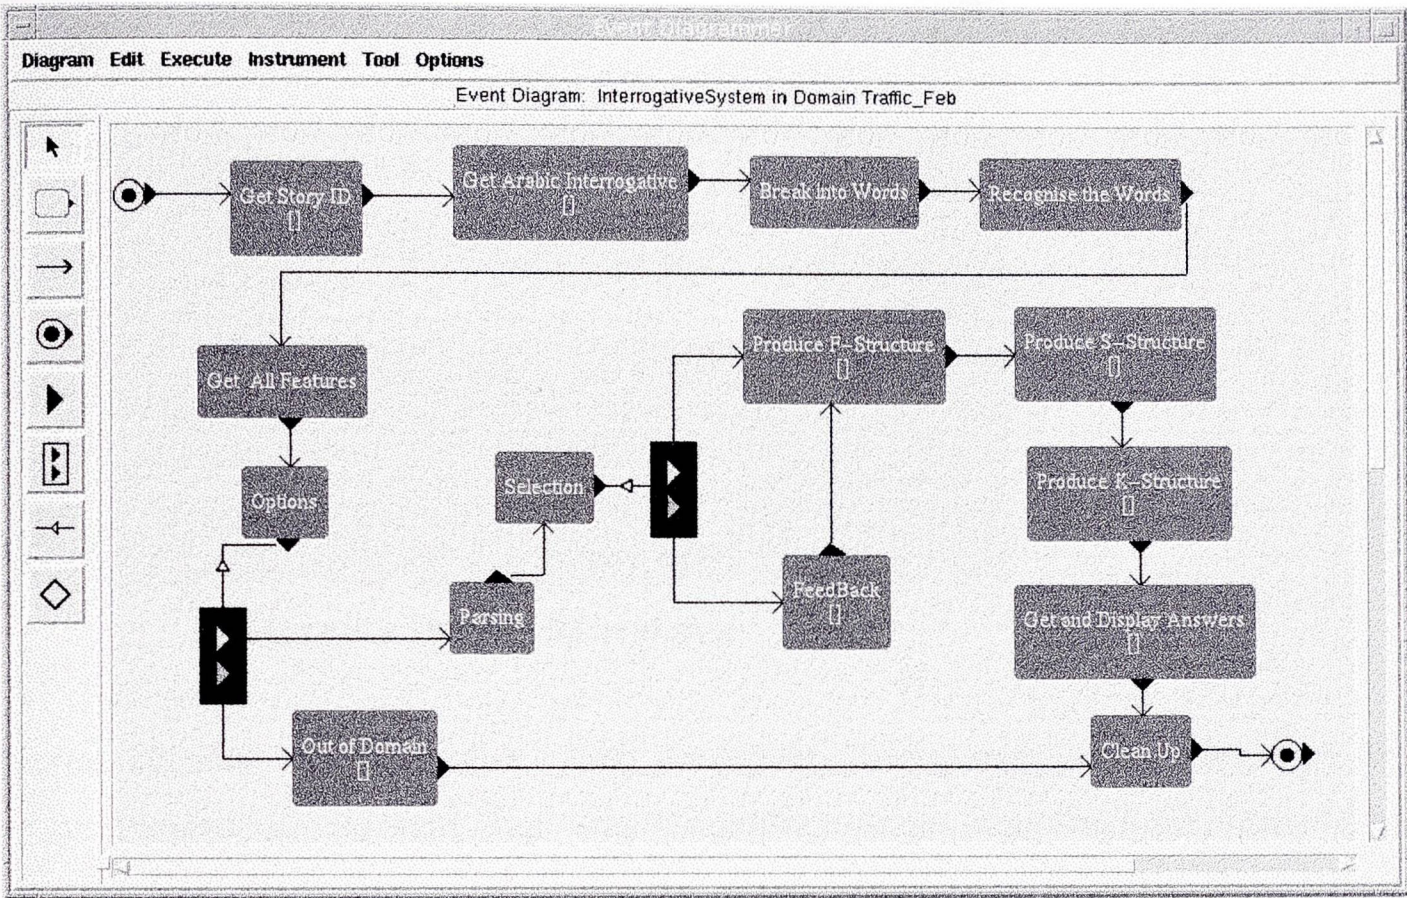 Event Diagrammer
Diagram Edit Execute Instrument Tool Options
Event Diagram: InterrogativeSystem in Domain Traffic_Feb
Get Story ID
[]
Get Arabic Interrogative
[]
Break into Words
Recognise the Words
Get All Features
Options
Parsing
Selection
Produce F-Structure
[]
Produce S-Structure
[]
Produce K-Structure
[]
FeedBack
[]
Get and Display Answers
[]
Out of Domain
[]
Clean Up